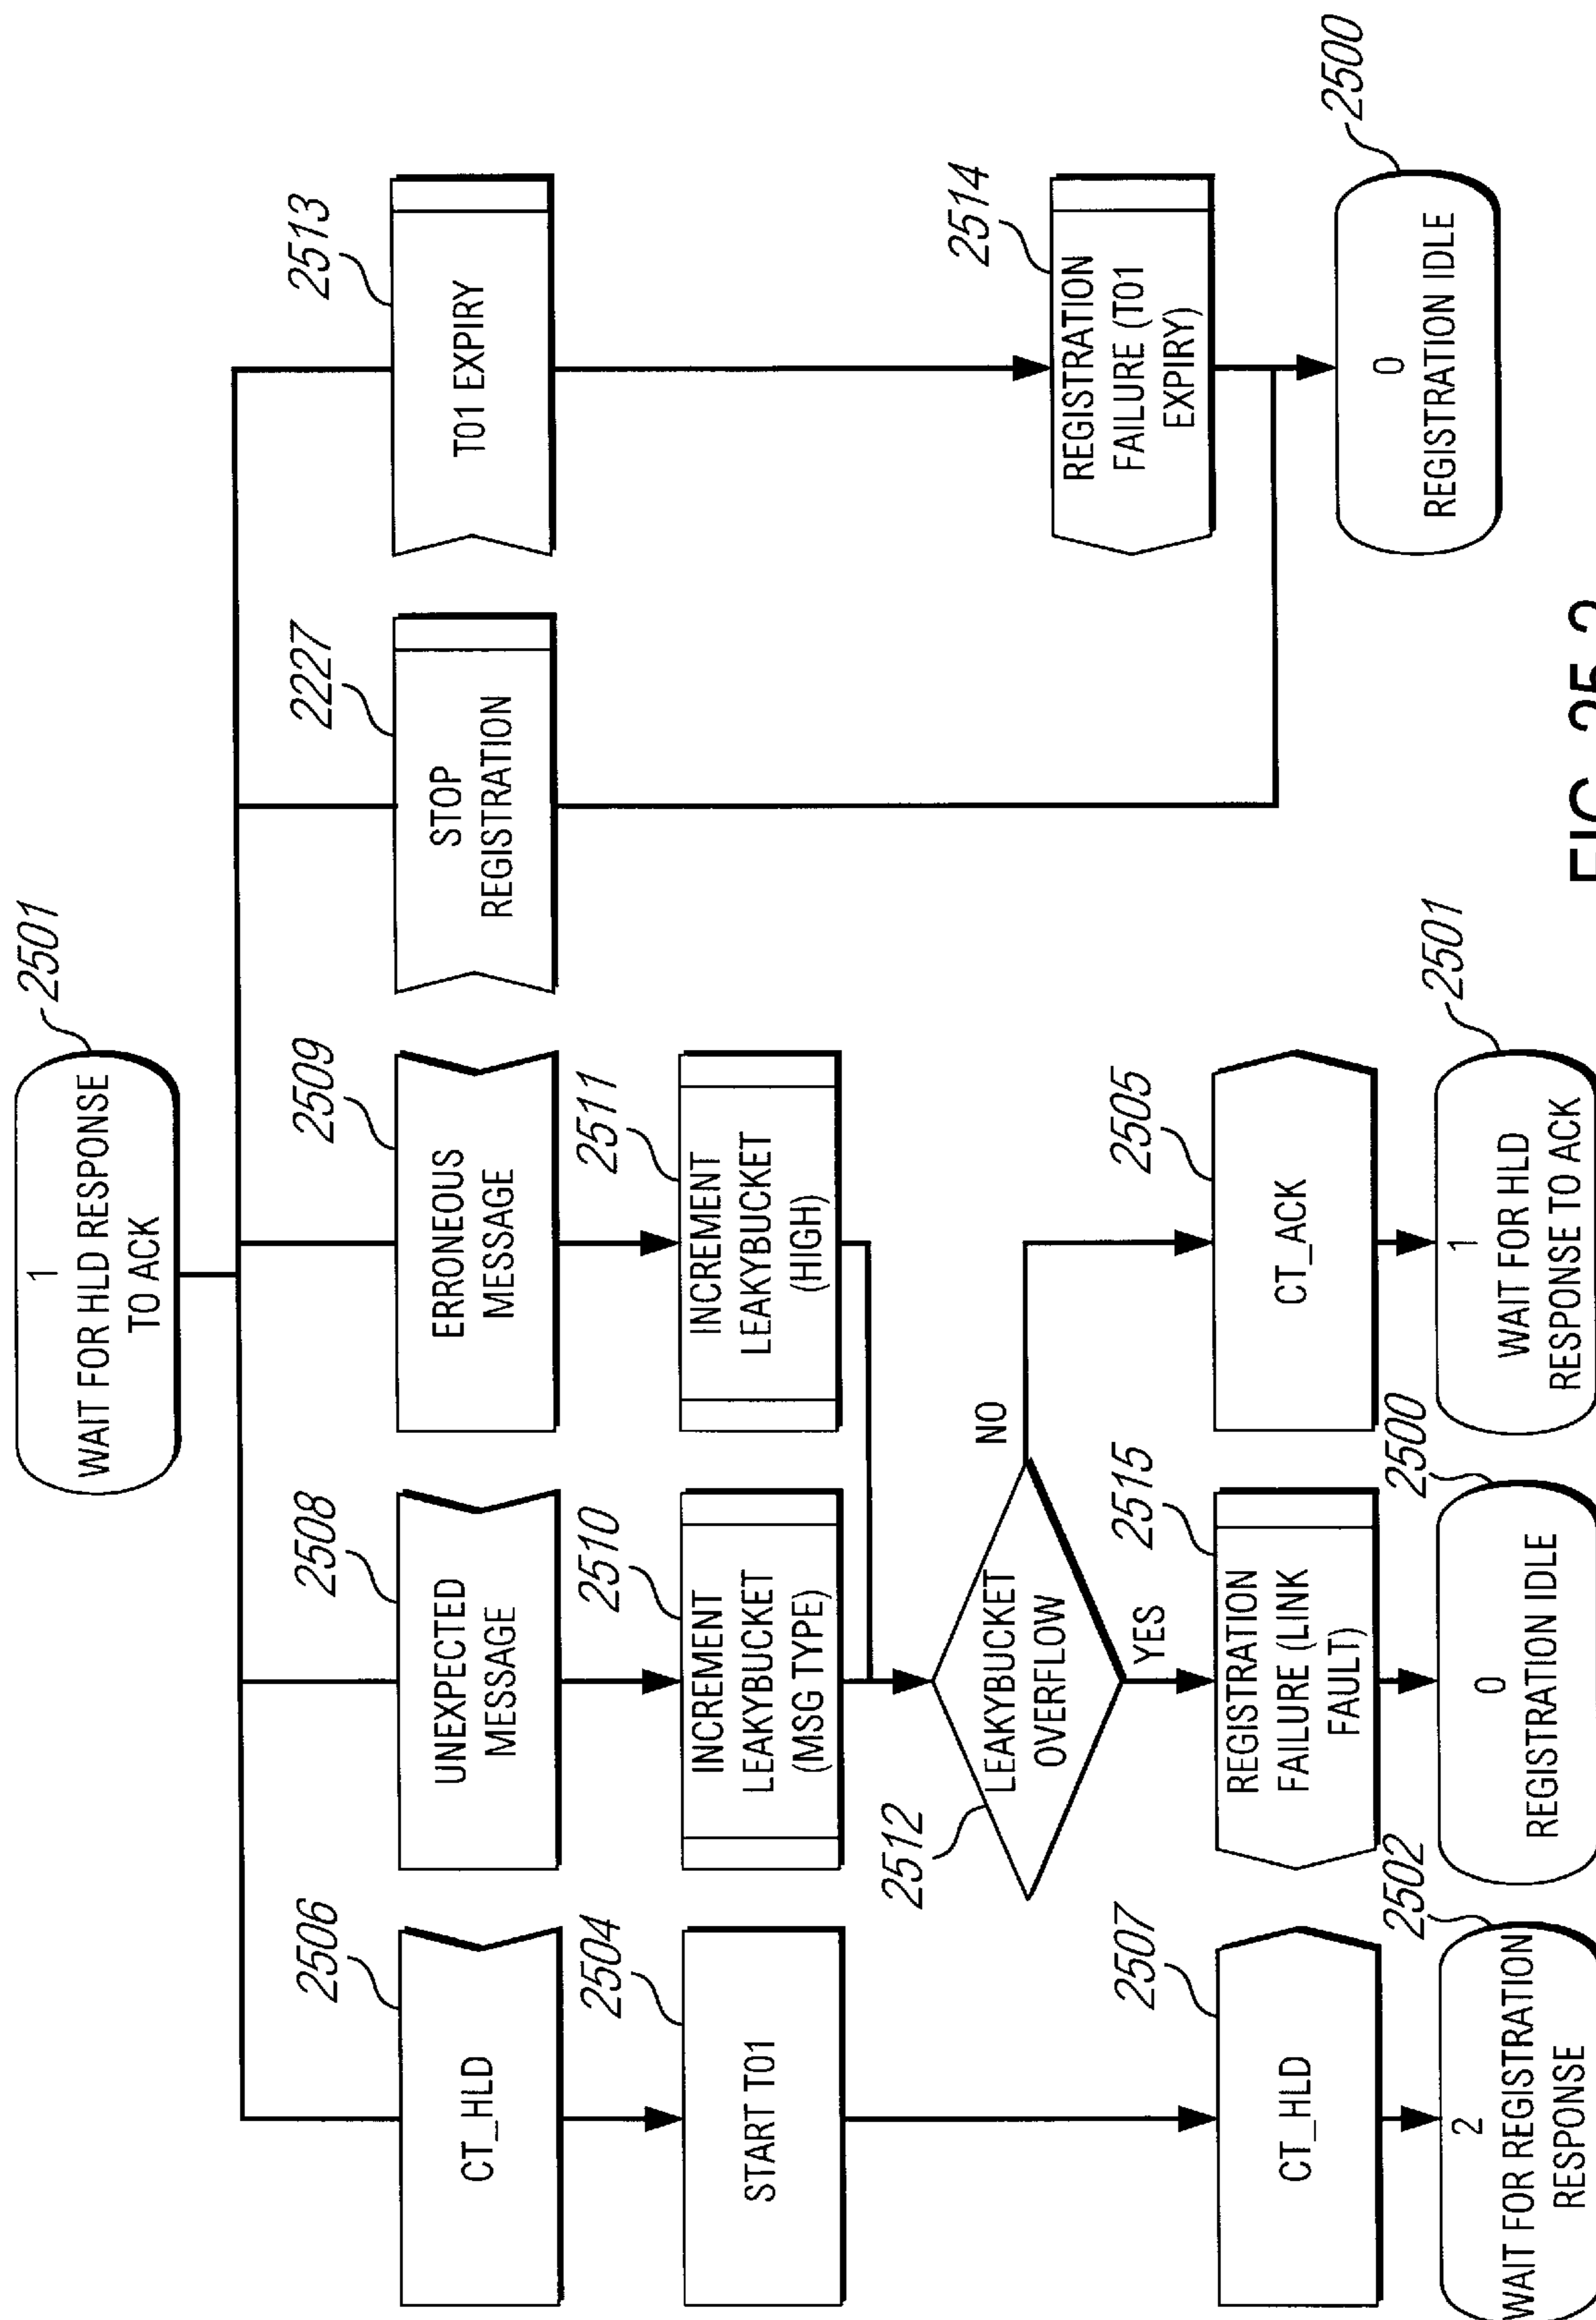 1
WAIT FOR HLD RESPONSE
TO ACK
2501
CT_HLD
2506
UNEXPECTED
MESSAGE
2508
ERRONEOUS
MESSAGE
2509
STOP
REGISTRATION
2227
T01 EXPIRY
2513
START T01
2504
INCREMENT
LEAKYBUCKET
(MSG TYPE)
2510
INCREMENT
LEAKYBUCKET
(HIGH)
2511
2512
LEAKYBUCKET
OVERFLOW
NO
YES
CT_HLD
2507
REGISTRATION
FAILURE (LINK
FAULT)
2515
CT_ACK
2505
REGISTRATION
FAILURE (T01
EXPIRY)
2514
2
WAIT FOR REGISTRATION
RESPONSE
2502
0
REGISTRATION IDLE
2500
1
WAIT FOR HLD
RESPONSE TO ACK
2501
0
REGISTRATION IDLE
2500